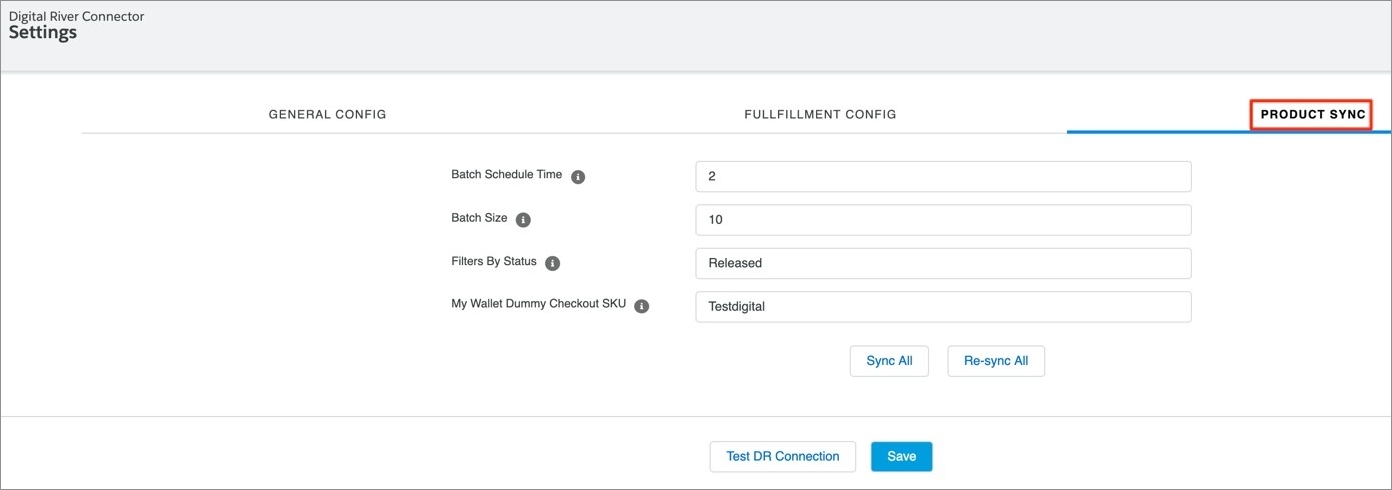 Digital River Connector
Settings
GENERAL CONFIG
FULLFILLMENT CONFIG
PRODUCT SYNC
Batch Schedule Time
2
Batch Size
10
Filters By Status
Released
My Wallet Dummy Checkout SKU
Testdigital
Sync All
Re-sync All
Test DR Connection
Save